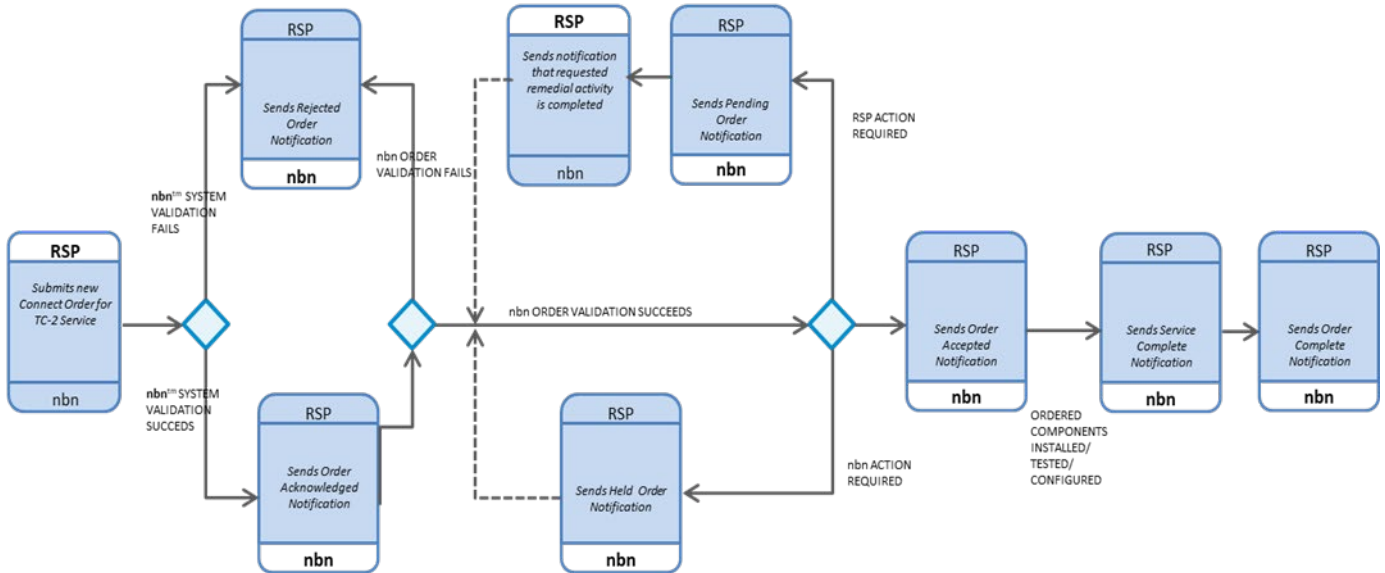 RSP
Sends Rejected
Order
Notification
nbn
RSP
Sends notification
that requested
remedial activity
is completed
nbn
RSP
Sends Pending
Order Notification
nbn
RSP ACTION
REQUIRED
nbn ORDER
VALIDATION FAILS
nbn™ SYSTEM
VALIDATION
FAILS
RSP
Submits new
Connect Order for
TC-2 Service
nbn
nbn ORDER VALIDATION SUCCEEDS
RSP
Sends Order
Accepted
Notification
nbn
RSP
Sends Service
Complete
Notification
nbn
RSP
Sends Order
Complete
Notification
nbn
nbn™ SYSTEM
VALIDATION
SUCCEDS
RSP
Sends Order
Acknowledged
Notification
nbn
RSP
Sends Held Order
Notification
nbn
nbn ACTION
REQUIRED
ORDERED
COMPONENTS
INSTALLED/
TESTED/
CONFIGURED